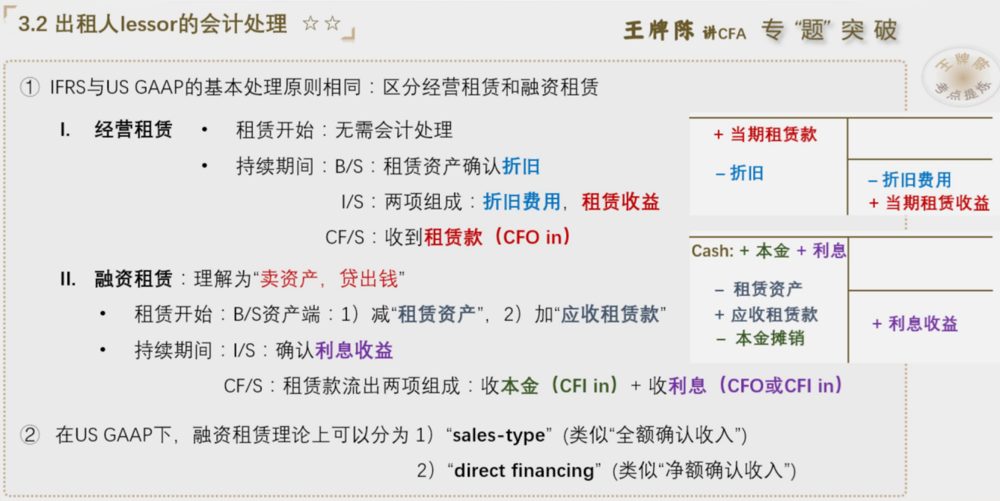 3.2 出租人lessor的会计处理 ☆☆
王牌陈 讲CFA 专“题”突破
王牌陈
考点提炼
① IFRS与US GAAP的基本处理原则相同：区分经营租赁和融资租赁
I. 经营租赁 • 租赁开始：无需会计处理
• 持续期间：B/S：租赁资产确认折旧
I/S：两项组成：折旧费用，租赁收益
CF/S：收到租赁款（CFO in）
+ 当期租赁款
– 折旧
– 折旧费用
+ 当期租赁收益
II. 融资租赁：理解为“卖资产，贷出钱”
• 租赁开始：B/S资产端：1）减“租赁资产”，2）加“应收租赁款”
• 持续期间：I/S：确认利息收益
CF/S：租赁款流出两项组成：收本金（CFI in）+ 收利息（CFO或CFI in）
Cash: + 本金 + 利息
– 租赁资产
+ 应收租赁款
– 本金摊销
+ 利息收益
② 在US GAAP下，融资租赁理论上可以分为 1）“sales-type”（类似“全额确认收入”）
2）“direct financing”（类似“净额确认收入”）